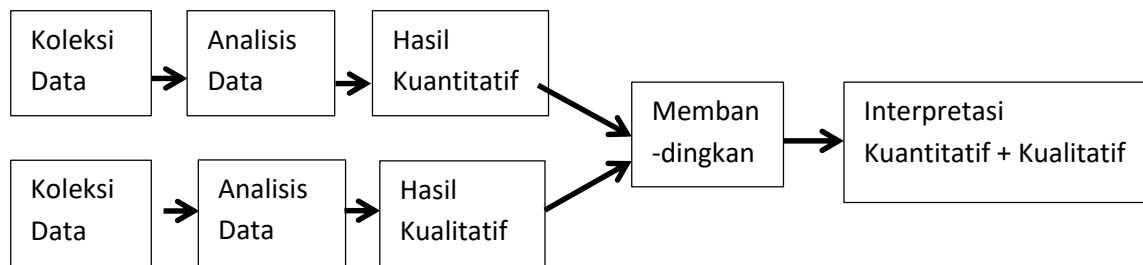 Koleksi
Data
Analisis
Data
Hasil
Kuantitatif
Memban
-dingkan
Interpretasi
Kuantitatif + Kualitatif
Koleksi
Data
Analisis
Data
Hasil
Kualitatif